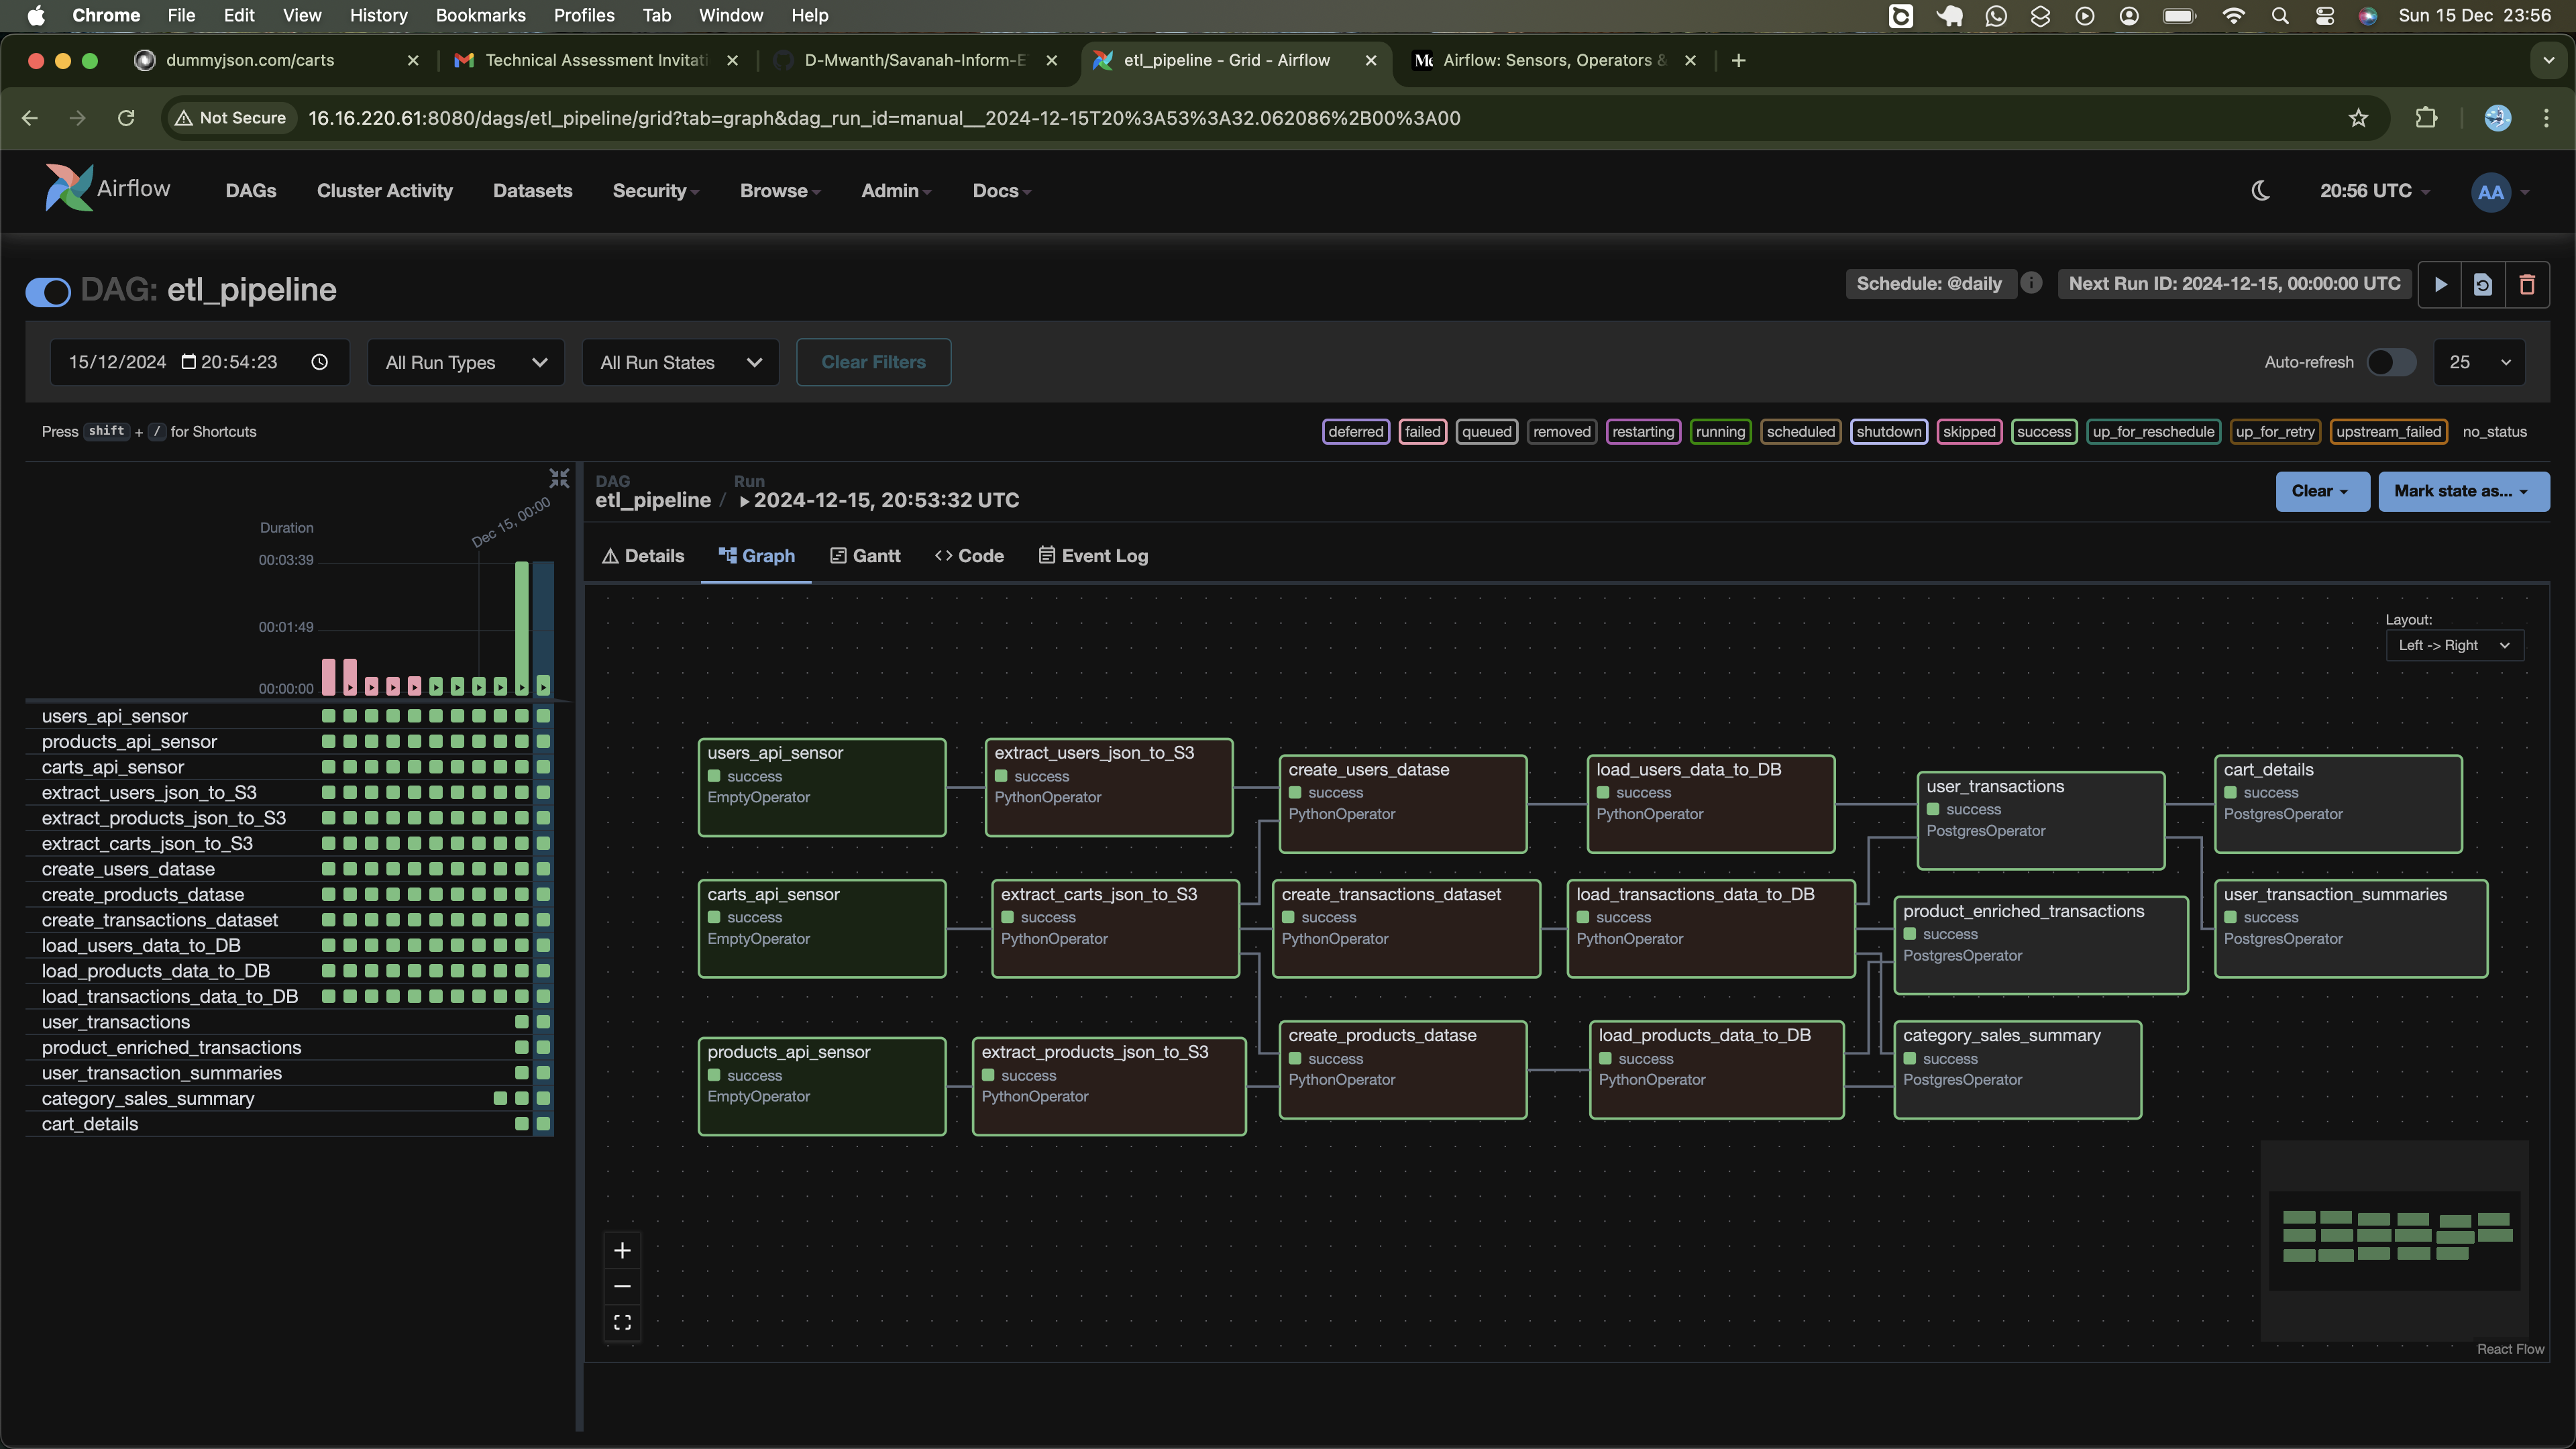 Chrome File Edit View History Bookmarks Profiles Tab Window Help Sun 15 Dec 23:56
dummyjson.com/carts Technical Assessment Invitati D-Mwanth/Savanah-Inform-E etl_pipeline - Grid - Airflow Airflow: Sensors, Operators &
Not Secure 16.16.220.61:8080/dags/etl_pipeline/grid?tab=graph&dag_run_id=manual__2024-12-15T20%3A53%3A32.062086%2B00%3A00
Airflow DAGs Cluster Activity Datasets Security Browse Admin Docs 20:56 UTC AA
DAG: etl_pipeline Schedule: @daily Next Run ID: 2024-12-15, 00:00:00 UTC
15/12/2024 20:54:23 All Run Types All Run States Clear Filters Auto-refresh 25
Press shift + / for Shortcuts deferred failed queued removed restarting running scheduled shutdown skipped success up_for_reschedule up_for_retry upstream_failed no_status
Duration
Dec 15, 00:00
00:03:39
00:01:49
00:00:00
users_api_sensor
products_api_sensor
carts_api_sensor
extract_users_json_to_S3
extract_products_json_to_S3
extract_carts_json_to_S3
create_users_datase
create_products_datase
create_transactions_dataset
load_users_data_to_DB
load_products_data_to_DB
load_transactions_data_to_DB
user_transactions
product_enriched_transactions
user_transaction_summaries
category_sales_summary
cart_details
DAG Run
etl_pipeline / 2024-12-15, 20:53:32 UTC Clear Mark state as...
Details Graph Gantt Code Event Log
Layout:
Left -> Right
users_api_sensor
success
EmptyOperator
extract_users_json_to_S3
success
PythonOperator
create_users_datase
success
PythonOperator
load_users_data_to_DB
success
PythonOperator
user_transactions
success
PostgresOperator
cart_details
success
PostgresOperator
carts_api_sensor
success
EmptyOperator
extract_carts_json_to_S3
success
PythonOperator
create_transactions_dataset
success
PythonOperator
load_transactions_data_to_DB
success
PythonOperator
product_enriched_transactions
success
PostgresOperator
user_transaction_summaries
success
PostgresOperator
products_api_sensor
success
EmptyOperator
extract_products_json_to_S3
success
PythonOperator
create_products_datase
success
PythonOperator
load_products_data_to_DB
success
PythonOperator
category_sales_summary
success
PostgresOperator
React Flow